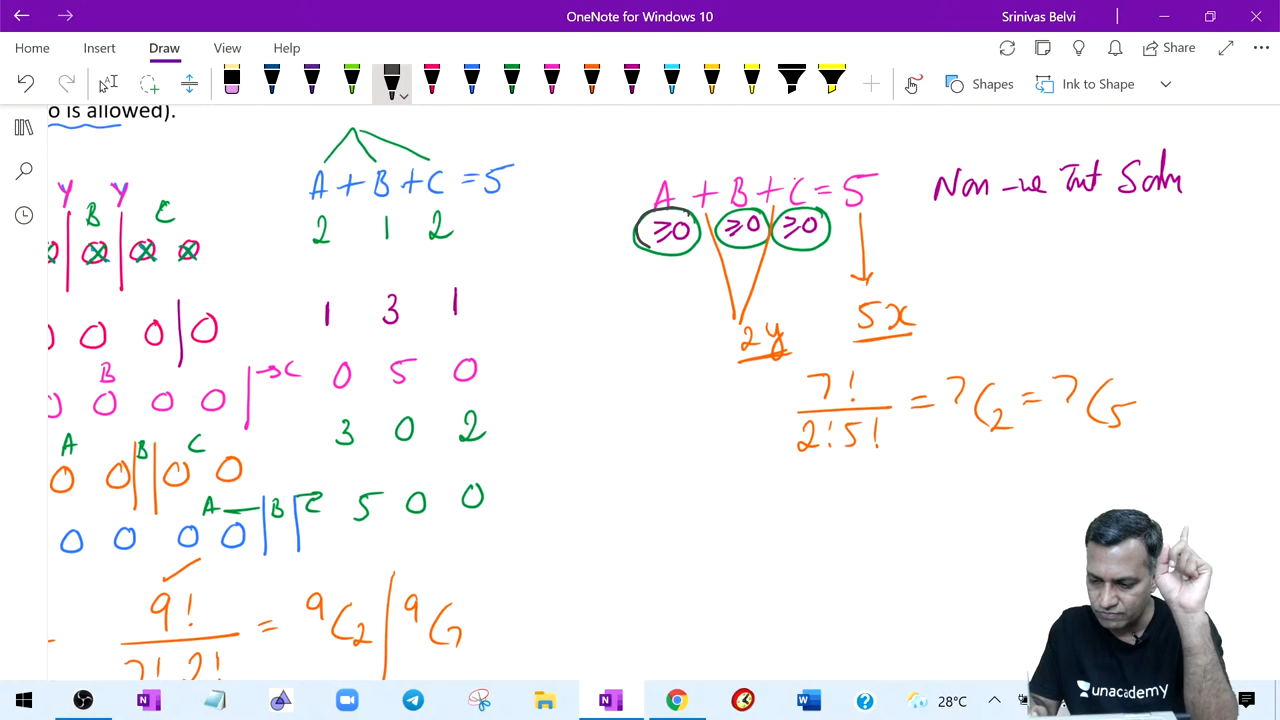 OneNote for Windows 10
Srinivas Belvi
Home Insert Draw View Help
Share
Shapes
Ink to Shape
o is allowed).
A + B + C = 5
2 1 2
y y
B C
1 3 1
B → C
0 5 0
A B C
3 0 2
A B C
5 0 0
9! = 9C2 | 9C7
7! 2!
A + B + C = 5
Non -ve Int Soln
≥0 ≥0 ≥0
2y
5x
7!
2! 5!
= 7C2 = 7C5
unacademy
28°C